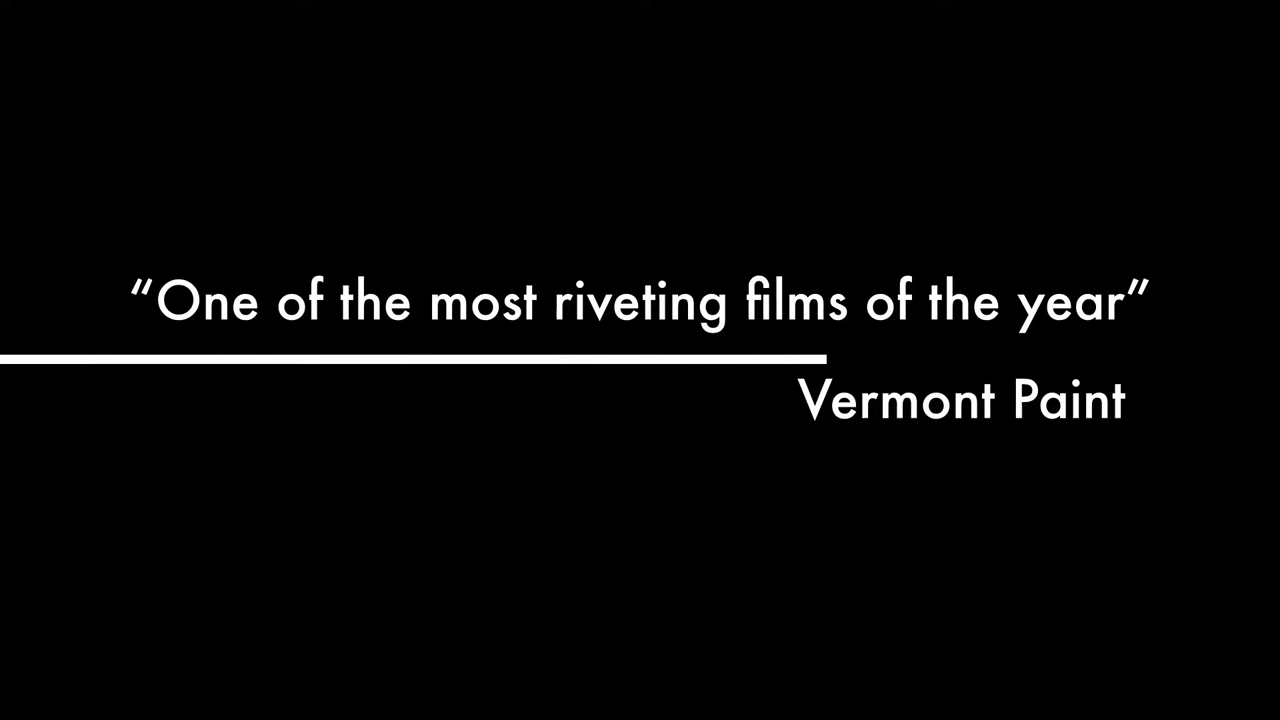 “One of the most riveting films of the year”
Vermont Paint